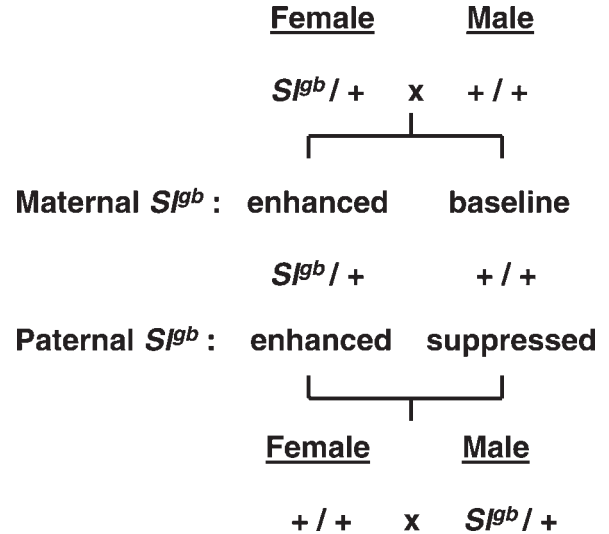 Female Male
Sl^gb / + x + / +
Maternal Sl^gb : enhanced baseline
Sl^gb / + + / +
Paternal Sl^gb : enhanced suppressed
Female Male
+ / + x Sl^gb / +